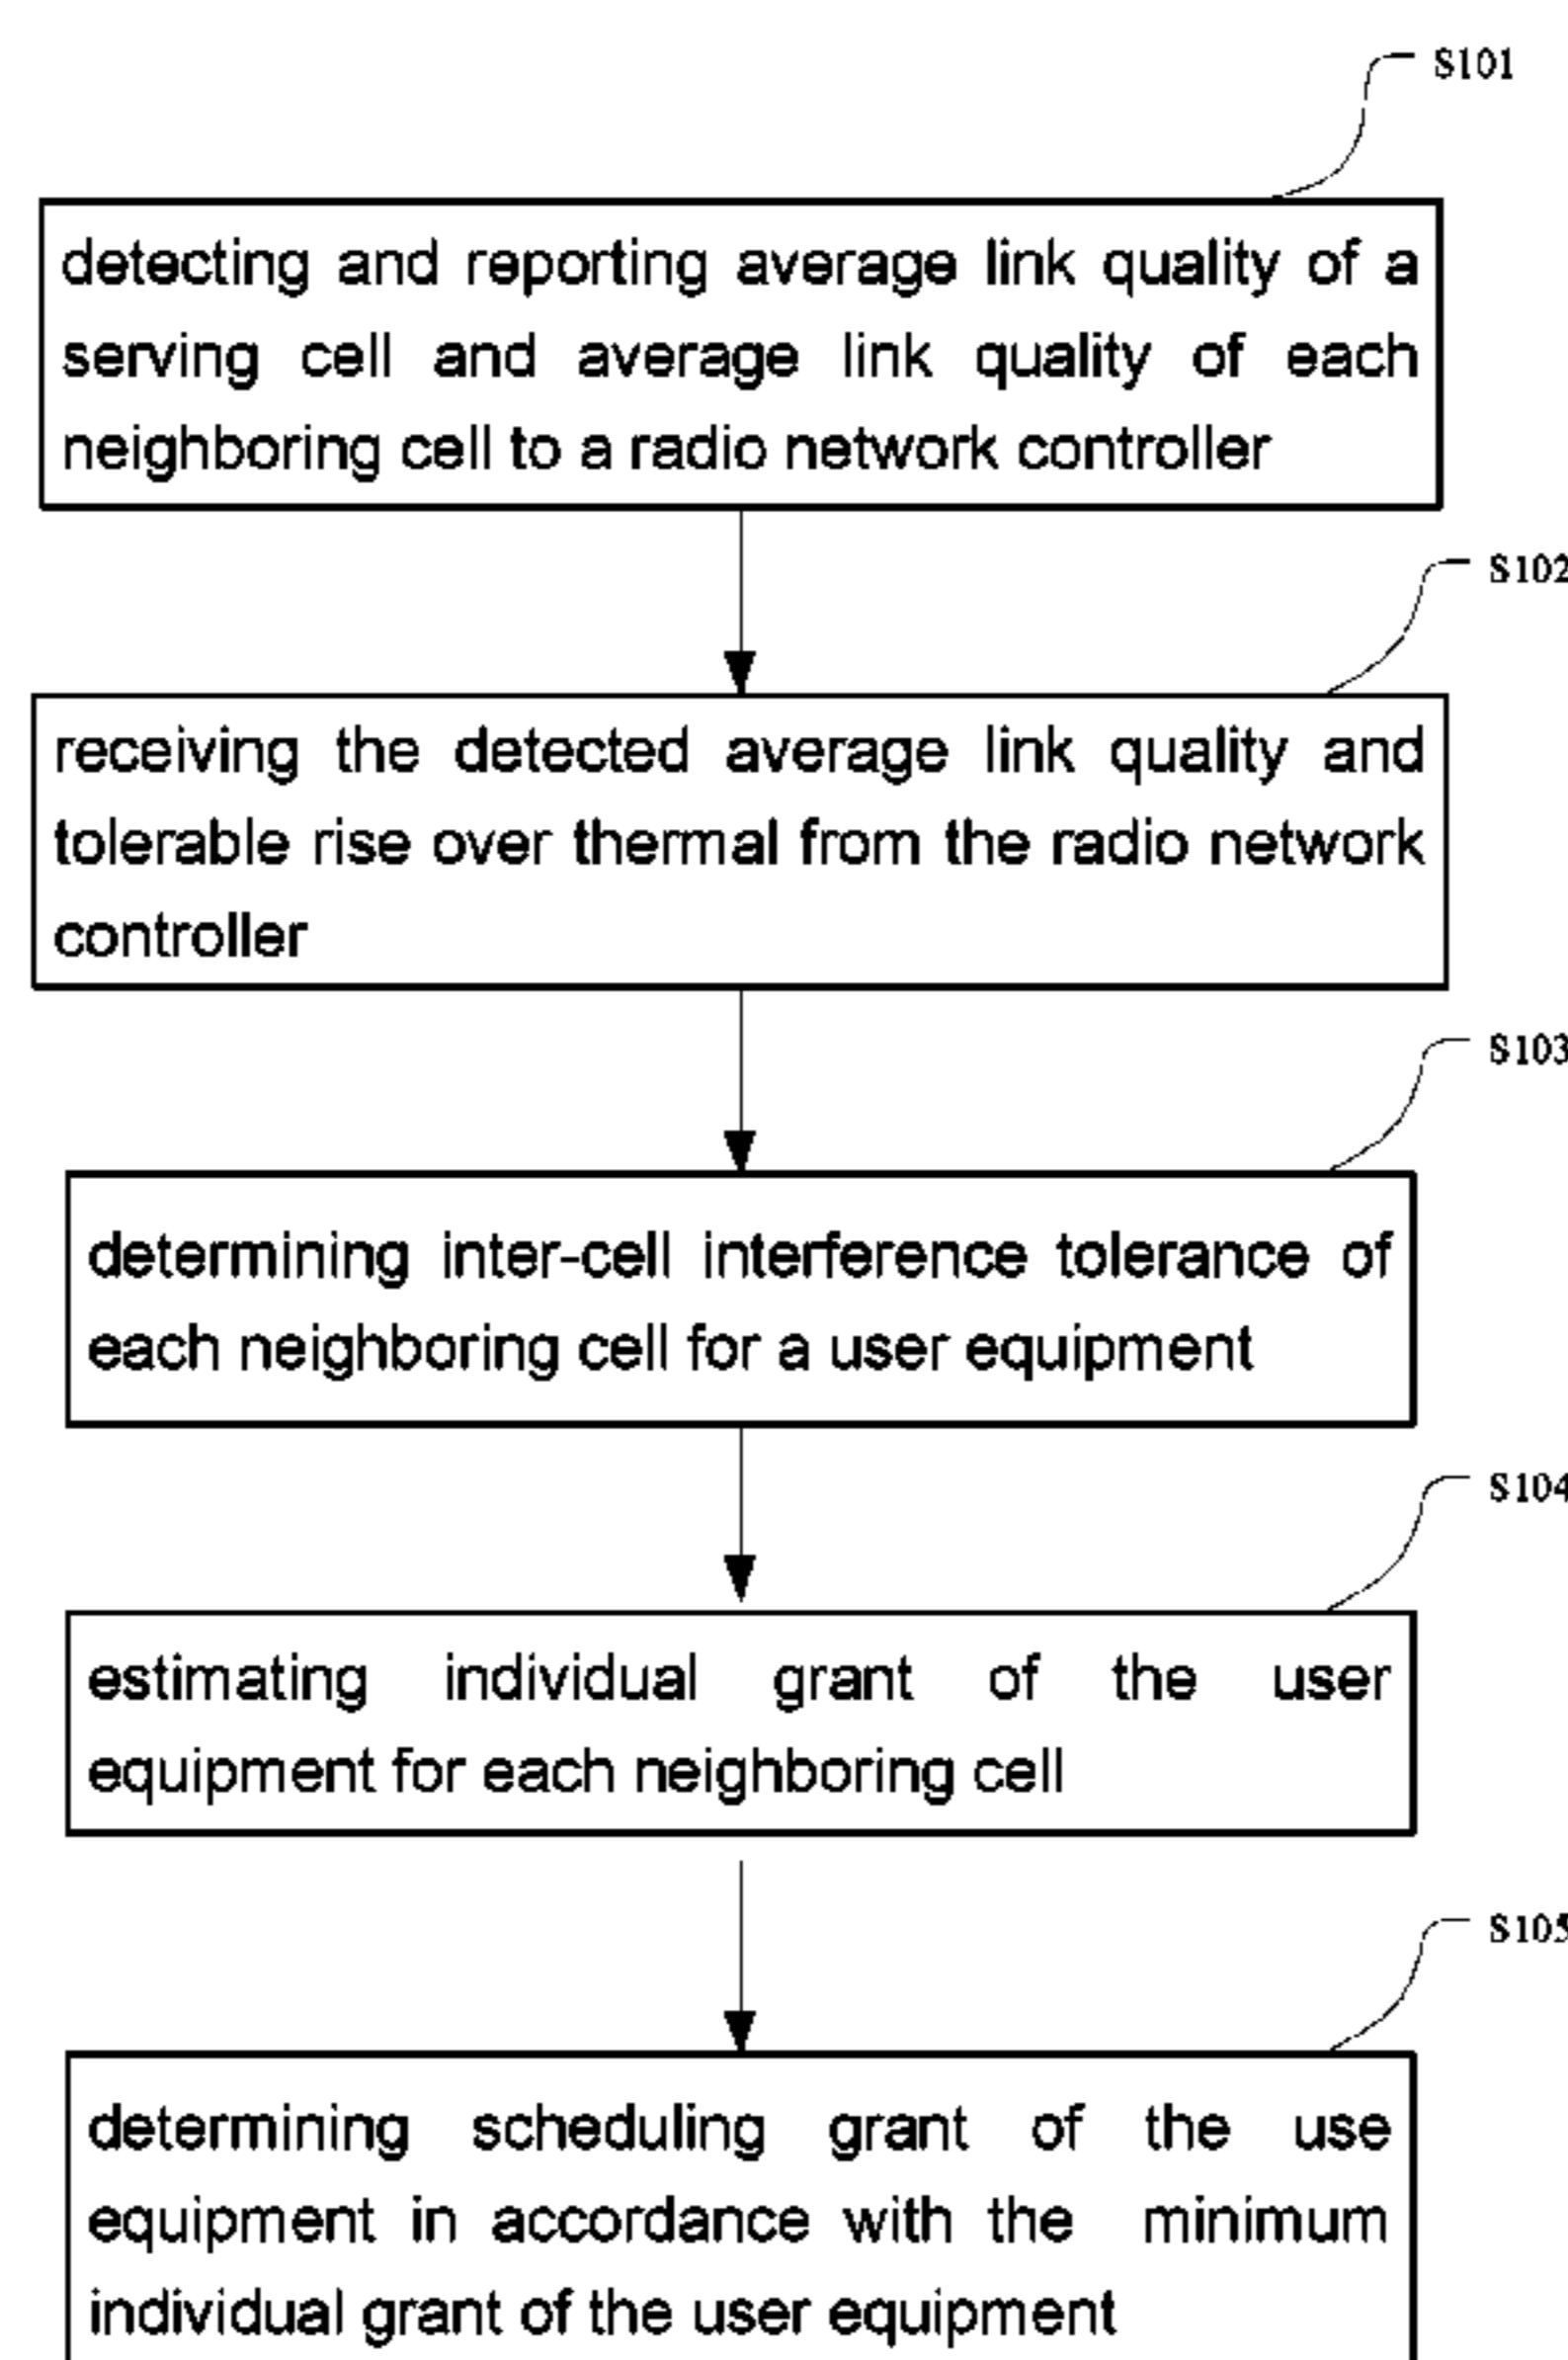 S101
detecting and reporting average link quality of a
serving cell and average link quality of each
neighboring cell to a radio network controller
S102
receiving the detected average link quality and
tolerable rise over thermal from the radio network
controller
S103
determining inter-cell interference tolerance of
each neighboring cell for a user equipment
S104
estimating individual grant of the user
equipment for each neighboring cell
S105
determining scheduling grant of the use
equipment in accordance with the minimum
individual grant of the user equipment